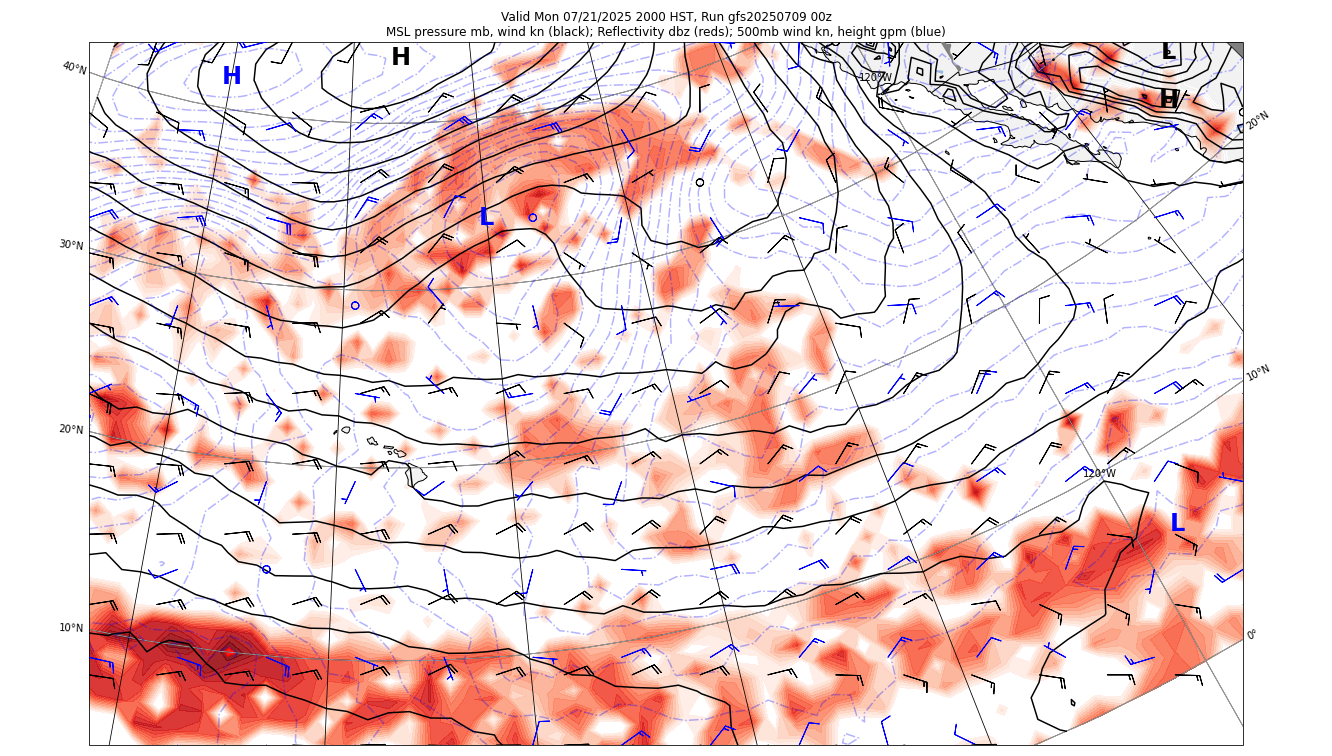 Valid Mon 07/21/2025 2000 HST, Run gfs20250709 00z
MSL pressure mb, wind kn (black); Reflectivity dbz (reds); 500mb wind kn, height gpm (blue)
H
H
L
H
120°W
40°N
20°N
L
30°N
10°N
20°N
120°W
L
10°N
0°